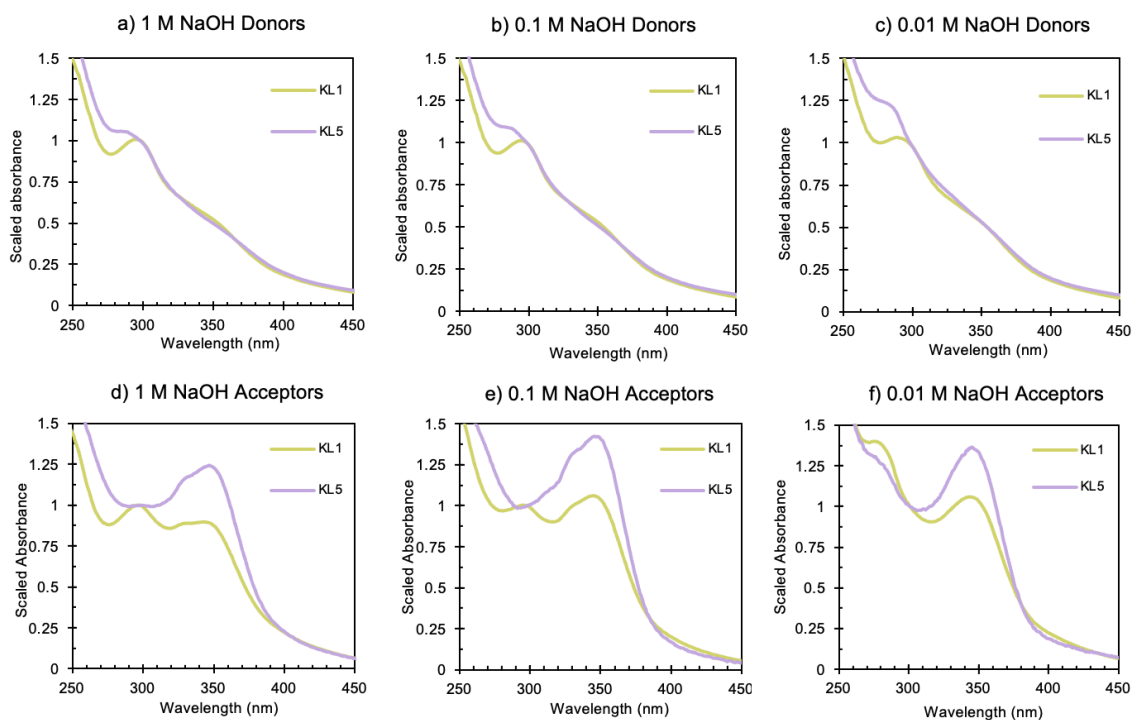 a) 1 M NaOH Donors
1.5
1.25
1
0.75
0.5
0.25
0
250 300 350 400 450
Scaled absorbance
Wavelength (nm)
KL1
KL5
b) 0.1 M NaOH Donors
1.5
1.25
1
0.75
0.5
0.25
0
250 300 350 400 450
Scaled absorbance
Wavelength (nm)
KL1
KL5
c) 0.01 M NaOH Donors
1.5
1.25
1
0.75
0.5
0.25
0
250 300 350 400 450
Scaled absorbance
Wavelength (nm)
KL1
KL5
d) 1 M NaOH Acceptors
1.5
1.25
1
0.75
0.5
0.25
0
250 300 350 400 450
Scaled Absorbance
Wavelength (nm)
KL1
KL5
e) 0.1 M NaOH Acceptors
1.5
1.25
1
0.75
0.5
0.25
0
250 300 350 400 450
Scaled Absorbance
Wavelength (nm)
KL1
KL5
f) 0.01 M NaOH Acceptors
1.5
1.25
1
0.75
0.5
0.25
0
250 300 350 400 450
Scaled Absorbance
Wavelength (nm)
KL1
KL5